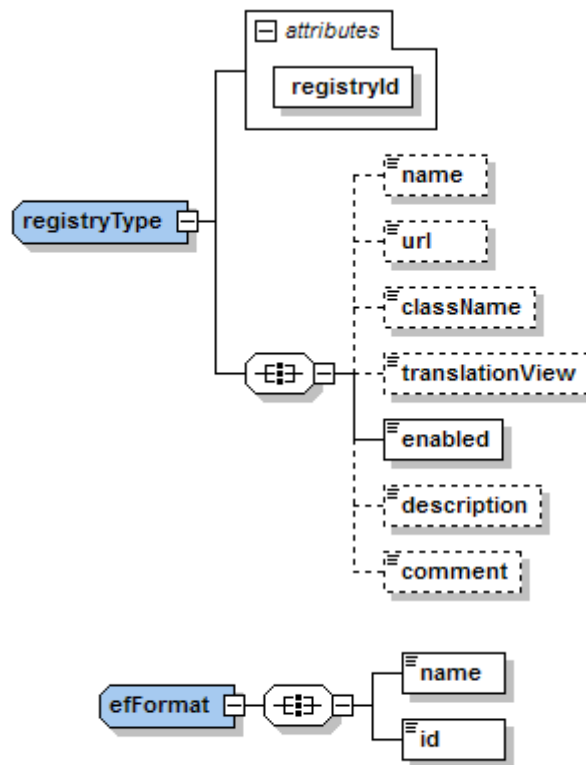 attributes
registryId
registryType
name
url
className
translationView
enabled
description
comment
efFormat
name
id